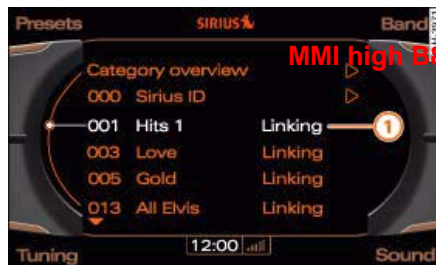 Presets SIRIUS Band
MMI high
Category overview
000 Sirius ID
001 Hits 1 Linking 1
003 Love Linking
005 Gold Linking
013 All Elvis Linking
12:00
Tuning Sound